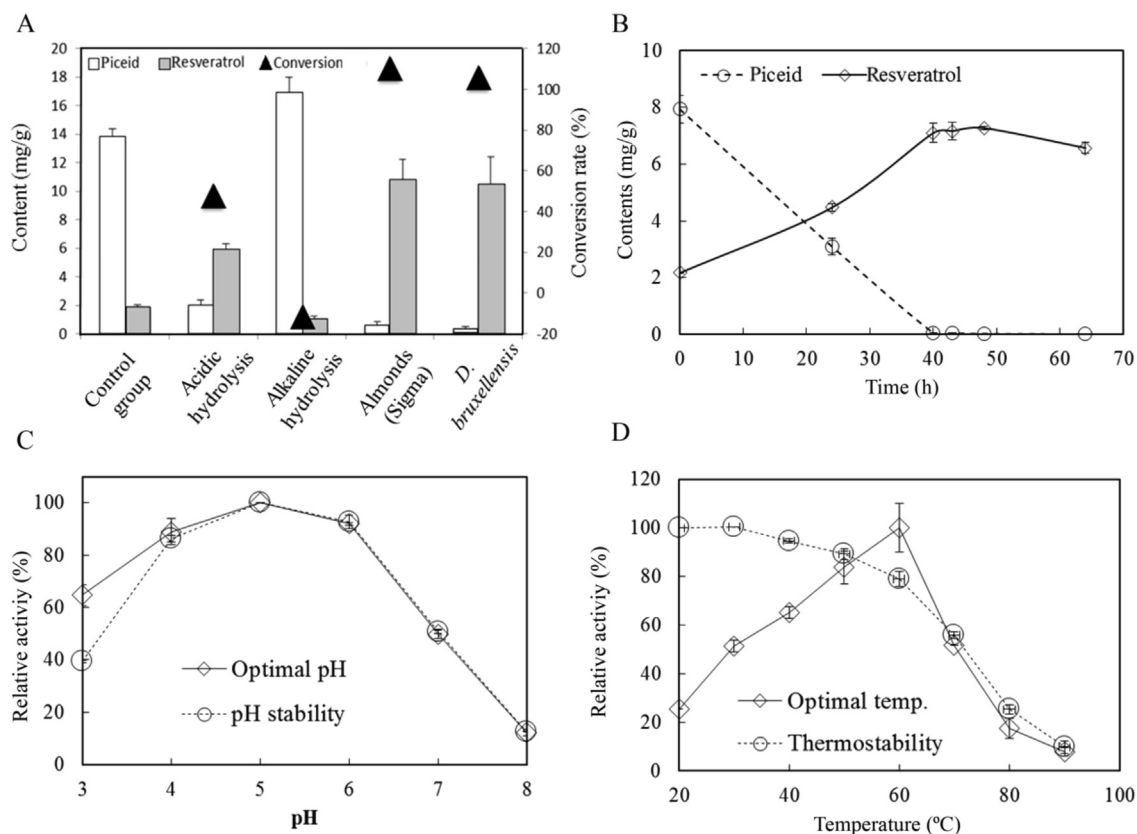 A
Piceid Resveratrol Conversion
Content (mg/g)
20
18
16
14
12
10
8
6
4
2
0
120
100
80
60
40
20
0
-20
Conversion rate (%)
Control
group
Acidic
hydrolysis
Alkaline
hydrolysis
Almonds
(Sigma)
D.
bruxellensis
B
Piceid Resveratrol
Contents (mg/g)
10
8
6
4
2
0
0 10 20 30 40 50 60 70
Time (h)
C
Relative activiy (%)
100
80
60
40
20
0
Optimal pH
pH stability
3 4 5 6 7 8
pH
D
Relative activiy (%)
120
100
80
60
40
20
0
Optimal temp.
Thermostability
20 40 60 80 100
Temperature (ºC)